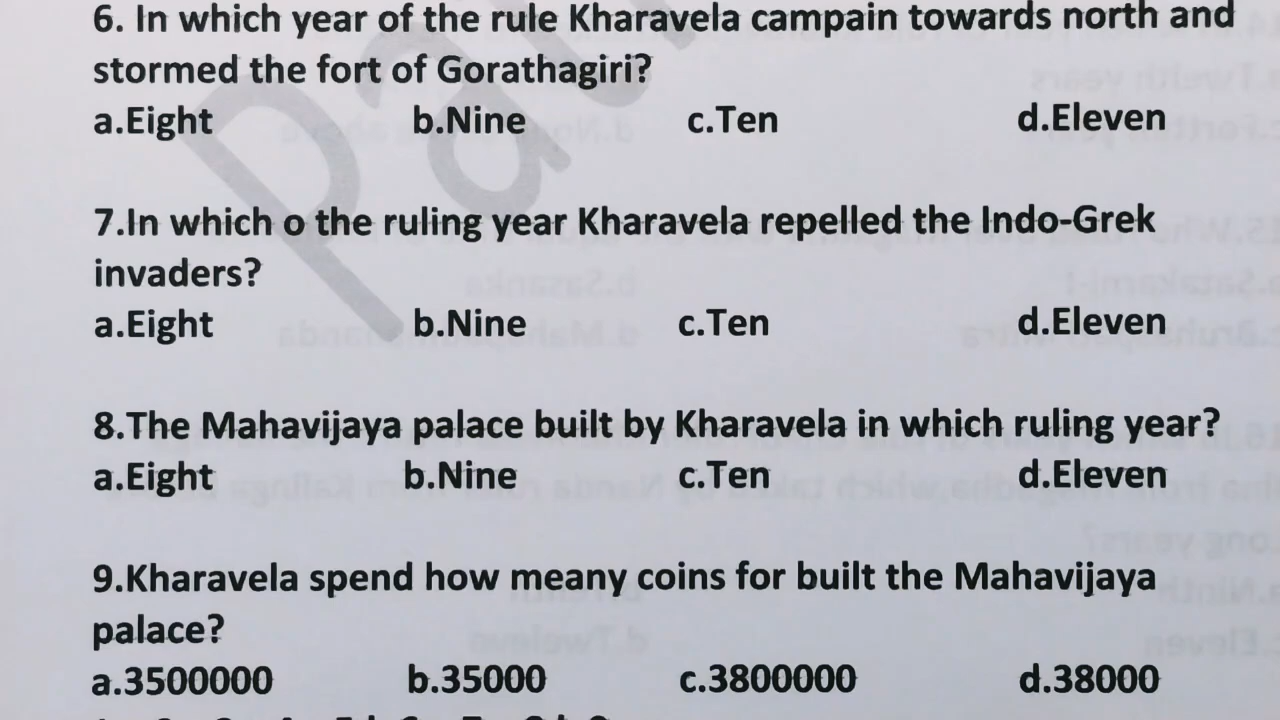 6. In which year of the rule Kharavela campain towards north and
stormed the fort of Gorathagiri?
a.Eight b.Nine c.Ten d.Eleven
7.In which o the ruling year Kharavela repelled the Indo-Grek
invaders?
a.Eight b.Nine c.Ten d.Eleven
8.The Mahavijaya palace built by Kharavela in which ruling year?
a.Eight b.Nine c.Ten d.Eleven
9.Kharavela spend how meany coins for built the Mahavijaya
palace?
a.3500000 b.35000 c.3800000 d.38000